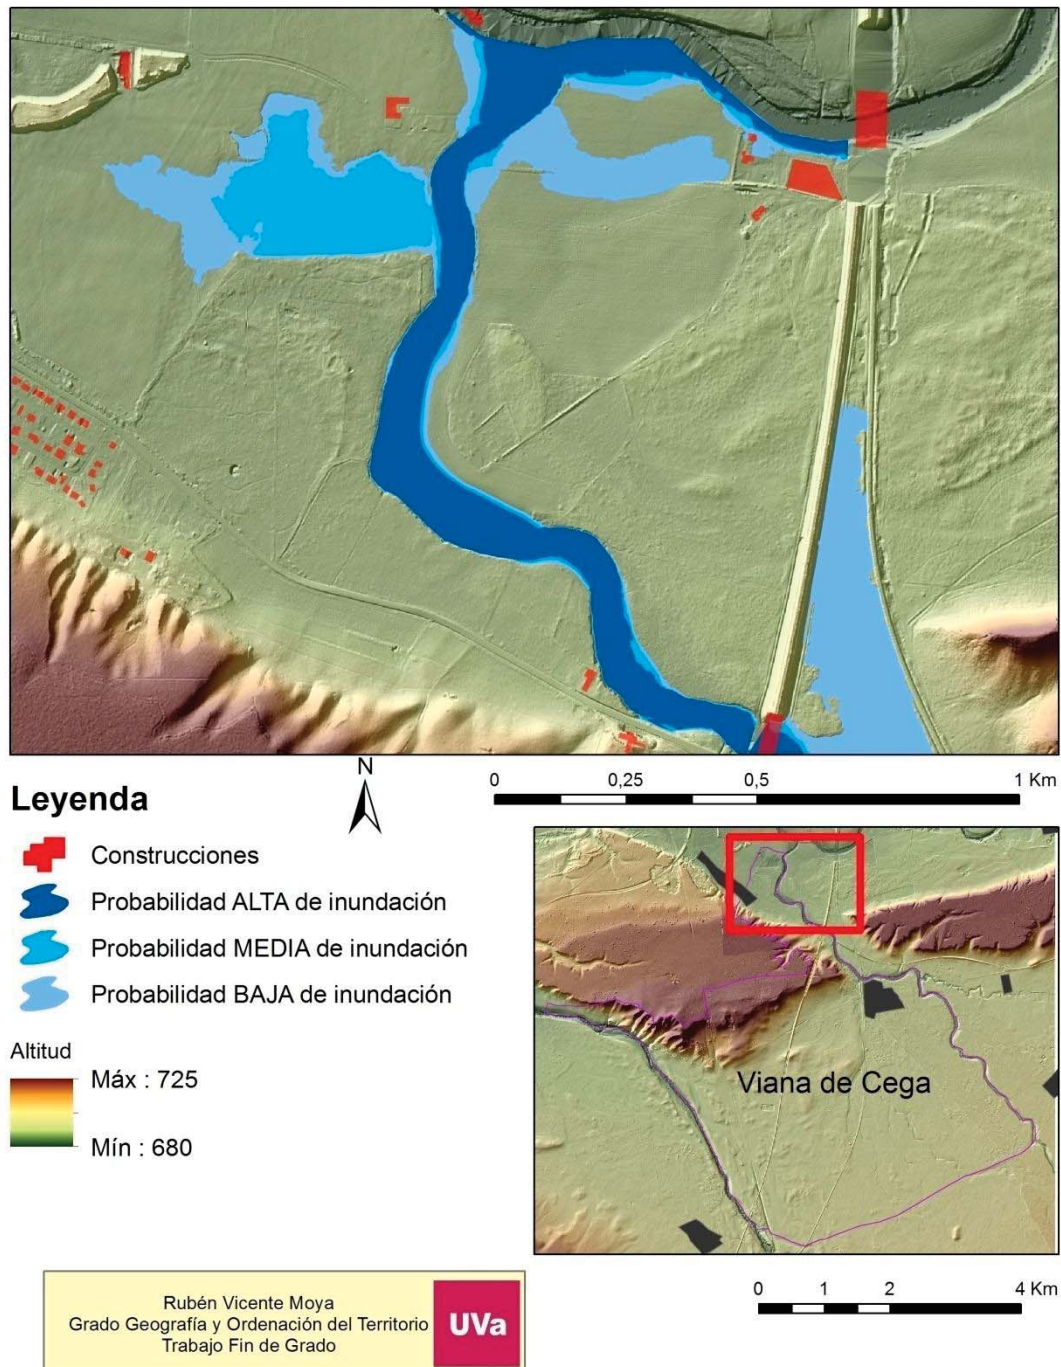 N
0 0,25 0,5 1 Km
Leyenda
Construcciones
Probabilidad ALTA de inundación
Probabilidad MEDIA de inundación
Probabilidad BAJA de inundación
Altitud
Máx : 725
Mín : 680
Viana de Cega
0 1 2 4 Km
Rubén Vicente Moya
Grado Geografía y Ordenación del Territorio
Trabajo Fin de Grado
UVa